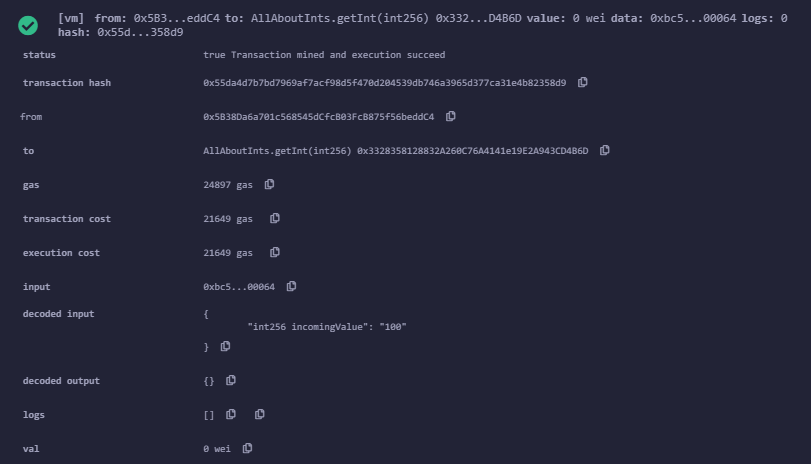 [vm] from: 0x5B3...eddC4 to: AllAboutInts.getInt(int256) 0x332...D4B6D value: 0 wei data: 0xbc5...00064 logs: 0
hash: 0x55d...358d9
status true Transaction mined and execution succeed
transaction hash 0x55da4d7b7bd7969af7acf98d5f470d204539db746a3965d377ca31e4b82358d9
from 0x5B38Da6a701c568545dCfcB03FcB875f56beddC4
to AllAboutInts.getInt(int256) 0x3328358128832A260C76A4141e19E2A943CD4B6D
gas 24897 gas
transaction cost 21649 gas
execution cost 21649 gas
input 0xbc5...00064
decoded input {
"int256 incomingValue": "100"
}
decoded output {}
logs []
val 0 wei